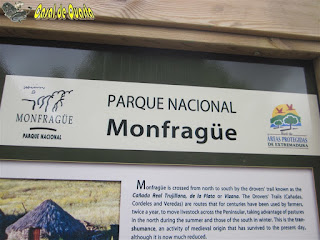 Corral de Quania
MONFRAGÜE
PARQUE NACIONAL
PARQUE NACIONAL
Monfragüe
ÁREAS PROTEGIDAS
DE EXTREMADURA
Monfragüe is crossed from north to south by the drovers' trail known as the
Cañada Real Trujillana, de la Plata or Vizana. The Drovers' Trails (Cañadas,
Cordeles and Veredas) are routes that for centuries have been used by farmers,
twice a year, to move livestock across the Peninsular, taking advantage of pastures
in the north during the summer and those of the south in winter. This is the trans-
humance, an activity of medieval origin that has survived to the present day,
although it is now much reduced.